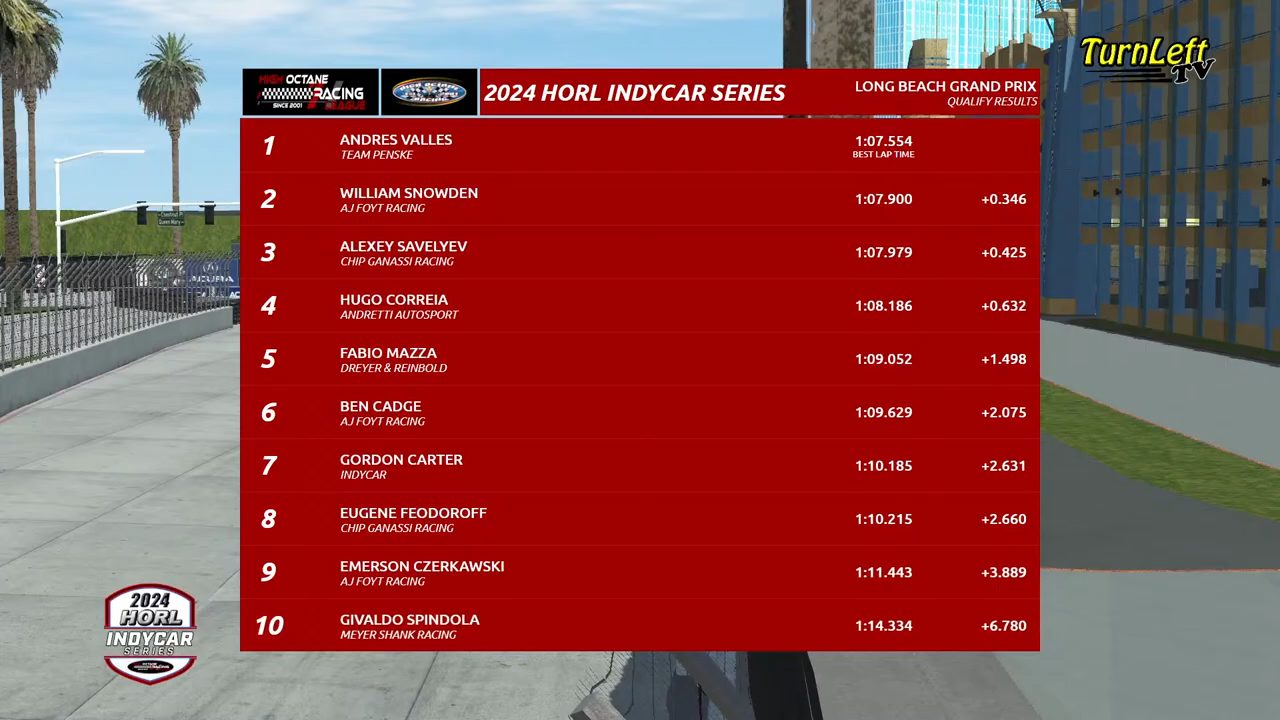 TurnLeft
TV
HIGH OCTANE
RACING
LEAGUE
SINCE 2001
2024 HORL INDYCAR SERIES
LONG BEACH GRAND PRIX
QUALIFY RESULTS
1 ANDRES VALLES 1:07.554
TEAM PENSKE BEST LAP TIME
2 WILLIAM SNOWDEN 1:07.900 +0.346
AJ FOYT RACING
3 ALEXEY SAVELYEV 1:07.979 +0.425
CHIP GANASSI RACING
4 HUGO CORREIA 1:08.186 +0.632
ANDRETTI AUTOSPORT
5 FABIO MAZZA 1:09.052 +1.498
DREYER & REINBOLD
6 BEN CADGE 1:09.629 +2.075
AJ FOYT RACING
7 GORDON CARTER 1:10.185 +2.631
INDYCAR
8 EUGENE FEODOROFF 1:10.215 +2.660
CHIP GANASSI RACING
9 EMERSON CZERKAWSKI 1:11.443 +3.889
AJ FOYT RACING
10 GIVALDO SPINDOLA 1:14.334 +6.780
MEYER SHANK RACING
ACURA
2024
HORL
INDYCAR
SERIES